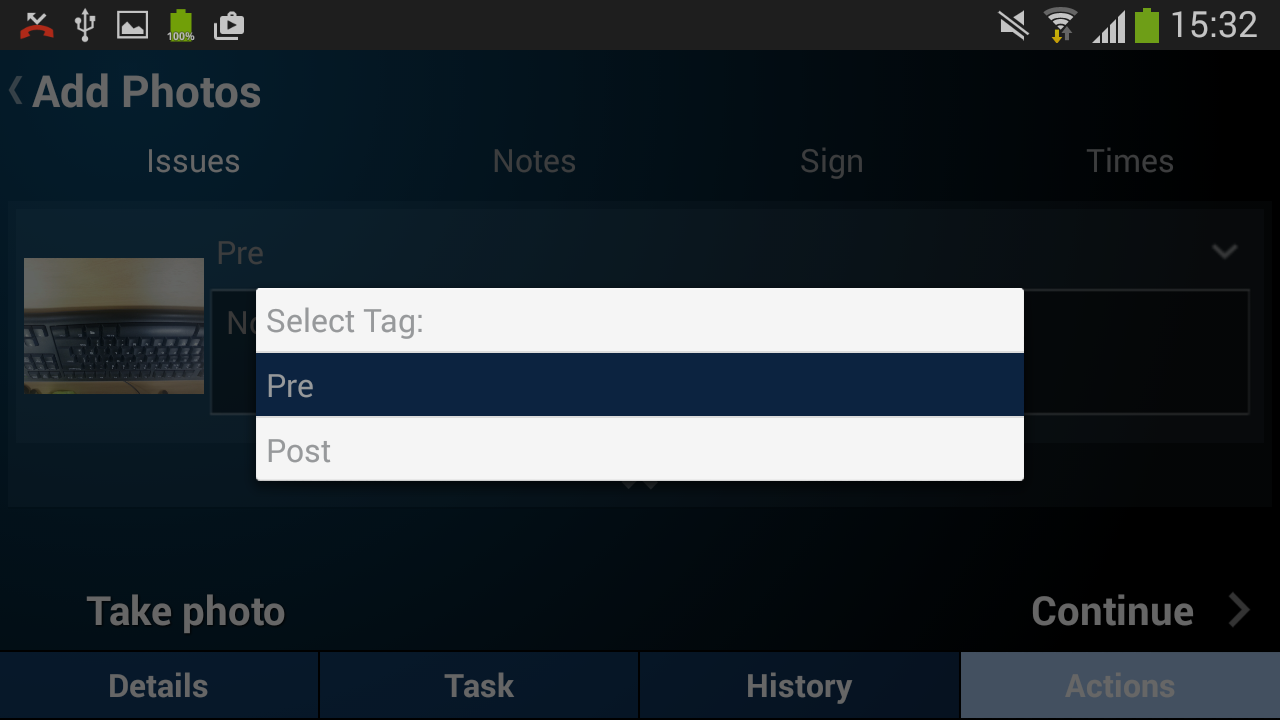 100%
15:32
Add Photos
Issues Notes Sign Times
Pre
Select Tag:
Pre
Post
Take photo
Continue
Details Task History Actions